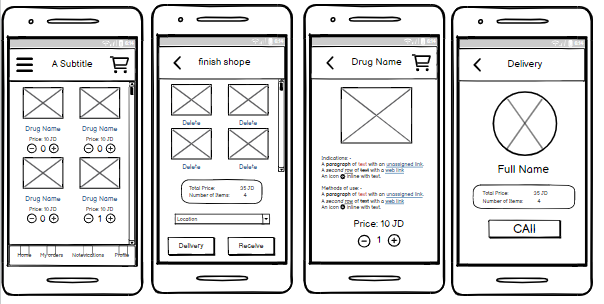 A Subtitle
Drug Name
Drug Name
Price: 10 JD
Price: 10 JD
0
0
Drug Name
Drug Name
Price: 10 JD
Price: 10 JD
0
1
Home
My orders
Notevications
Profile
finish shope
Delete
Delete
Delete
Delete
Total Price: 35 JD
Number of Items: 4
Location
Delivery
Receive
Drug Name
Indications:-
A paragraph of text with an unassigned link.
A second row of text with a web link
An icon inline with text.
Methods of use:-
A paragraph of text with an unassigned link.
A second row of text with a web link
An icon inline with text.
Price: 10 JD
1
Delivery
Full Name
Total Price: 35 JD
Number of Items: 4
CAll